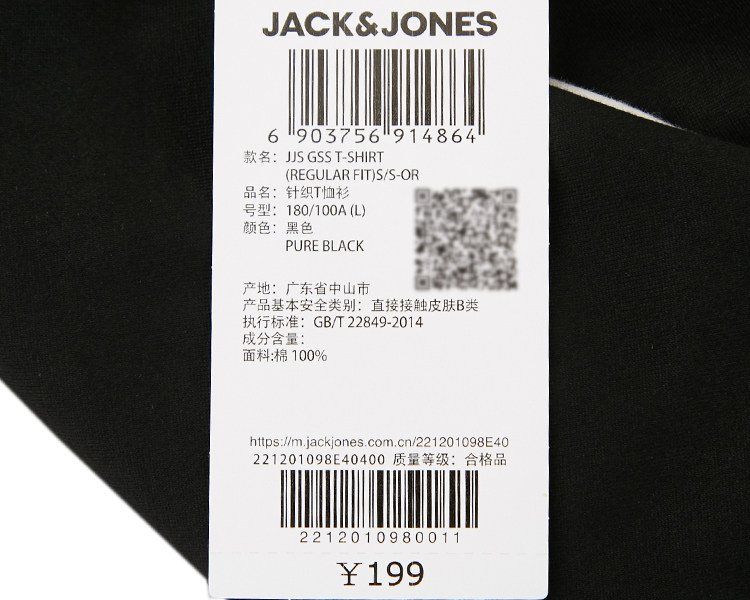 JACK&JONES
6 903756 914864
款名：JJS GSS T-SHIRT
(REGULAR FIT)S/S-OR
品名：针织T恤衫
号型：180/100A (L)
颜色：黑色
PURE BLACK
产地：广东省中山市
产品基本安全类别：直接接触皮肤B类
执行标准：GB/T 22849-2014
成分含量：
面料:棉 100%
https://m.jackjones.com.cn/221201098E40
221201098E40400 质量等级：合格品
2212010980011
￥199